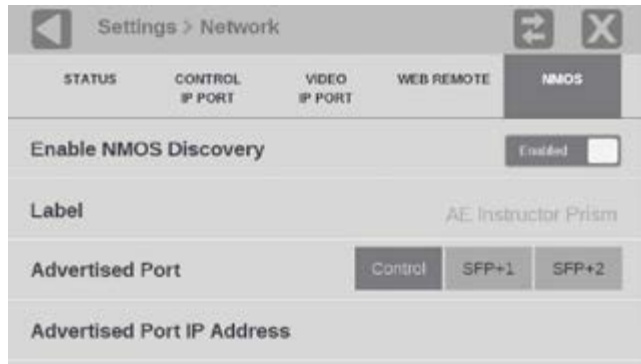 Settings > Network
STATUS
CONTROL IP PORT
VIDEO IP PORT
WEB REMOTE
NMOS
Enable NMOS Discovery
Enabled
Label
AE Instructor Prism
Advertised Port
Control
SFP+1
SFP+2
Advertised Port IP Address